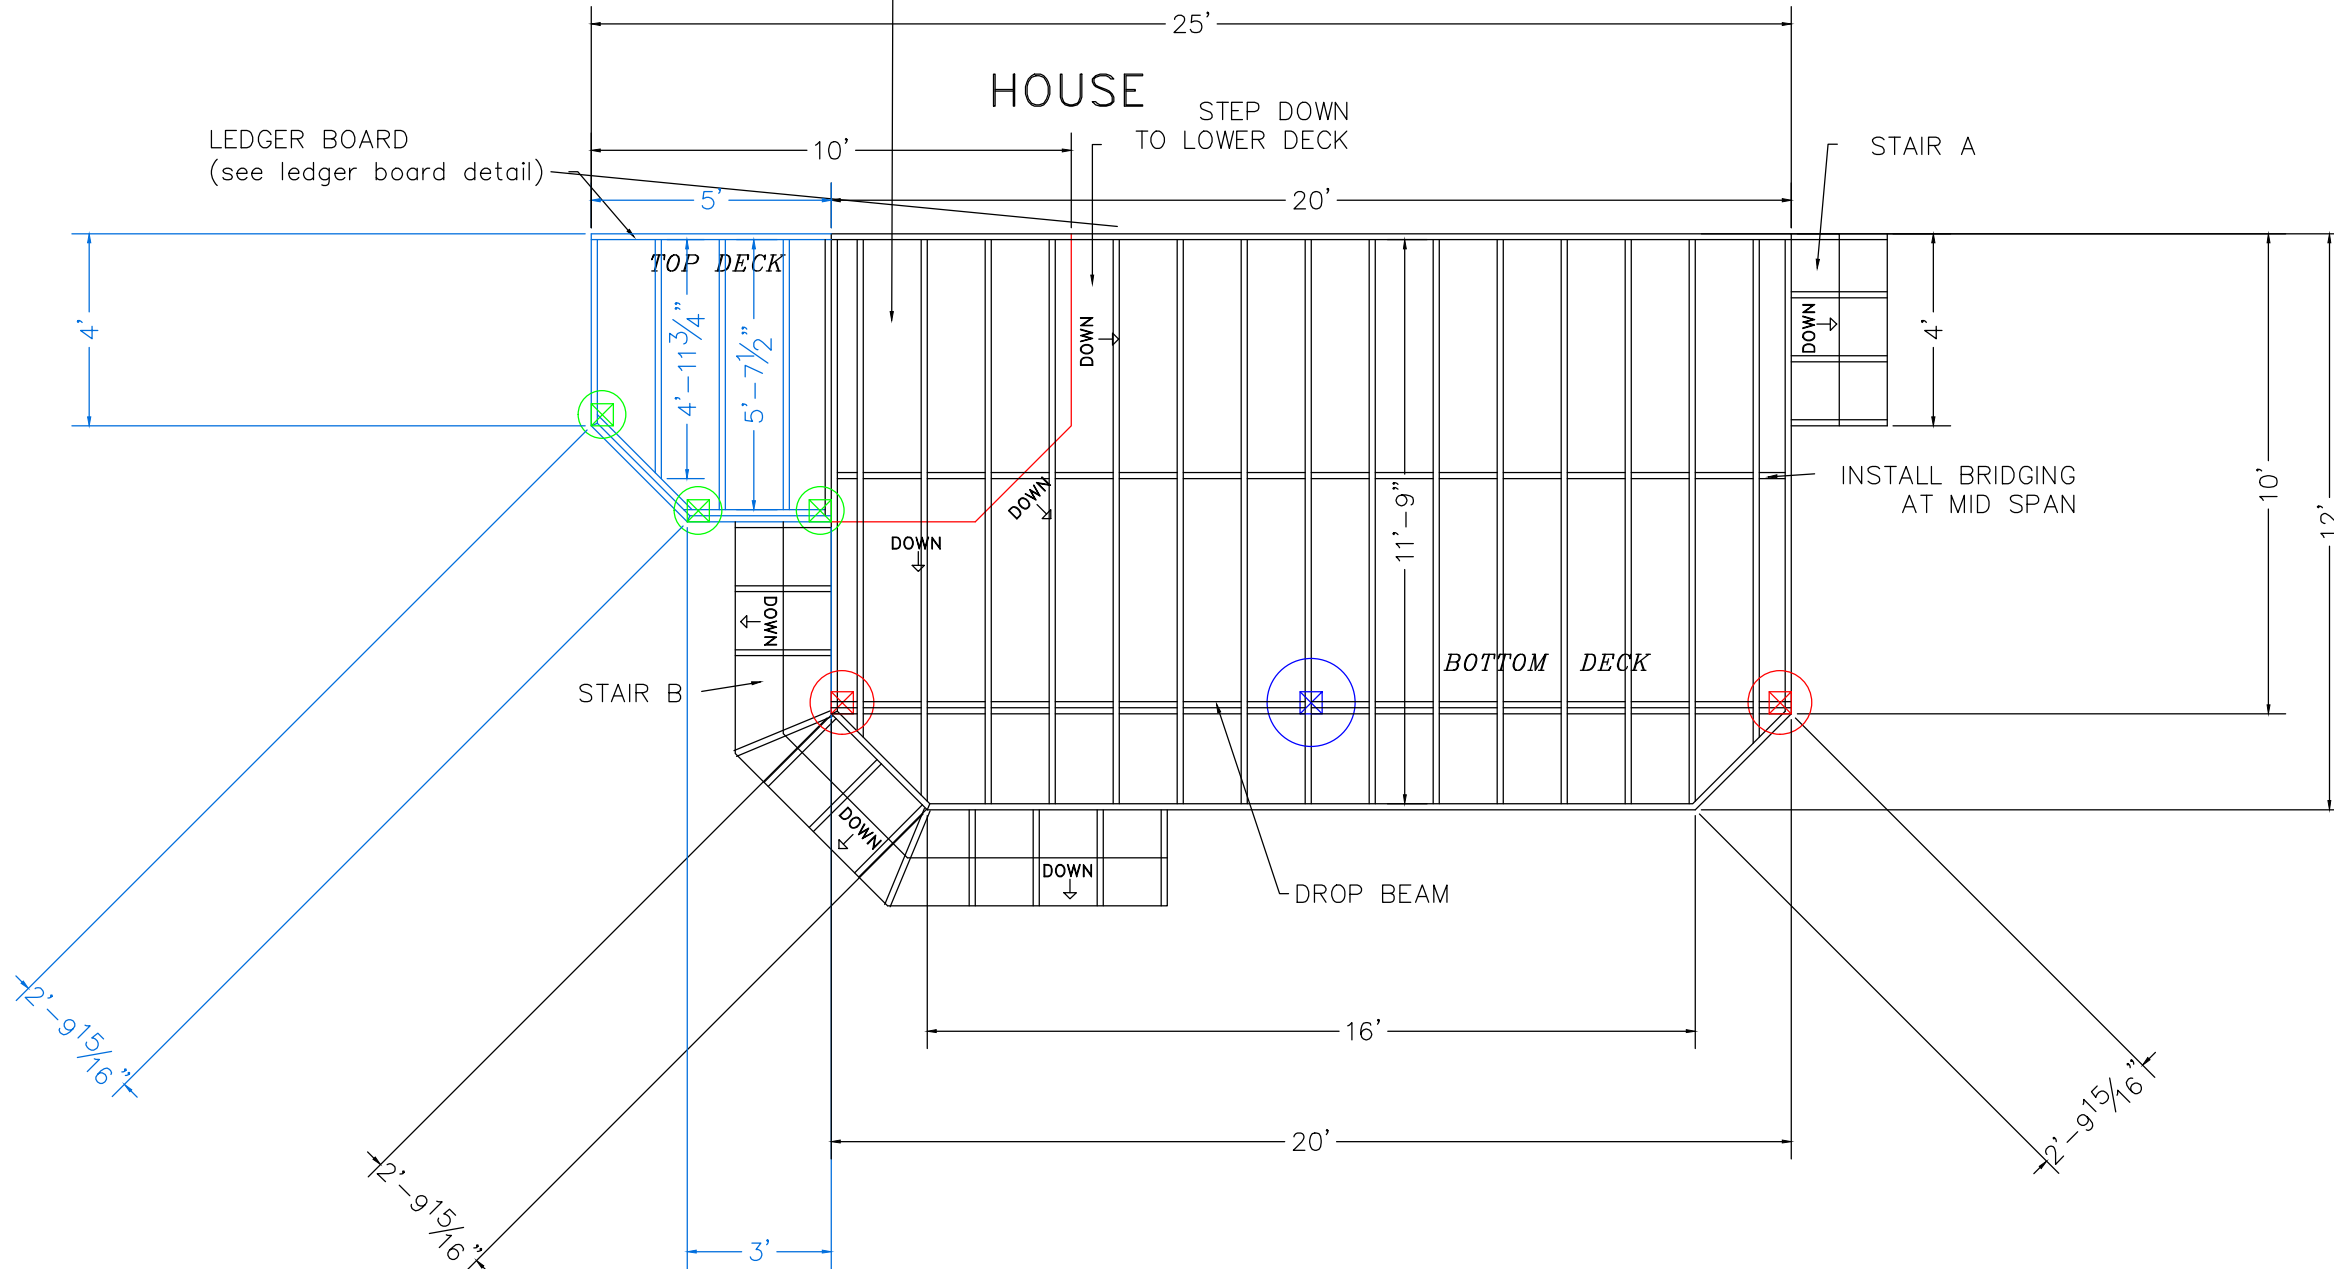 25'
HOUSE
STEP DOWN
TO LOWER DECK
LEDGER BOARD
(see ledger board detail)
10'
STAIR A
5'
20'
TOP DECK
4'
4'-11 3/4"
5'-7 1/2"
DOWN
DOWN
4'
INSTALL BRIDGING
AT MID SPAN
10'
12'
11'-9"
DOWN
DOWN
DOWN
STAIR B
BOTTOM DECK
DOWN
DOWN
DROP BEAM
2'-9 15/16"
16'
2'-9 15/16"
20'
2'-9 15/16"
3'